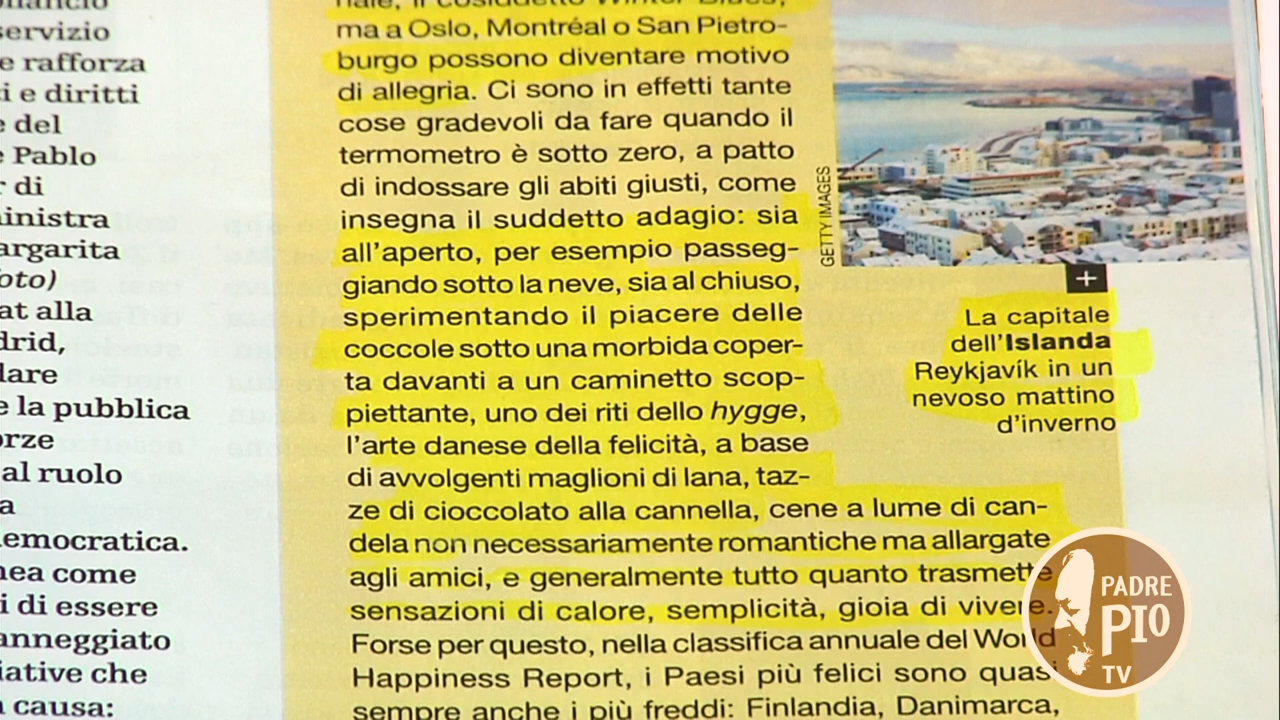 servizio
e rafforza
i e diritti
e del
e Pablo
r di
inistra
argarita
oto)
at alla
drid,
lare
e la pubblica
orze
al ruolo
a
emocratica.
nea come
i di essere
anneggiato
iative che
a causa:
nale, il cosiddetto Winter Blues,
ma a Oslo, Montréal o San Pietro-
burgo possono diventare motivo
di allegria. Ci sono in effetti tante
cose gradevoli da fare quando il
termometro è sotto zero, a patto
di indossare gli abiti giusti, come
insegna il suddetto adagio: sia
all'aperto, per esempio passeg-
giando sotto la neve, sia al chiuso,
sperimentando il piacere delle
coccole sotto una morbida coper-
ta davanti a un caminetto scop-
piettante, uno dei riti dello hygge,
l'arte danese della felicità, a base
di avvolgenti maglioni di lana, taz-
ze di cioccolato alla cannella, cene a lume di can-
dela non necessariamente romantiche ma allargate
agli amici, e generalmente tutto quanto trasmette
sensazioni di calore, semplicità, gioia di vivere.
Forse per questo, nella classifica annuale del World
Happiness Report, i Paesi più felici sono quasi
sempre anche i più freddi: Finlandia, Danimarca,
GETTY IMAGES
+
La capitale
dell'Islanda
Reykjavík in un
nevoso mattino
d'inverno
PADRE
PIO
TV